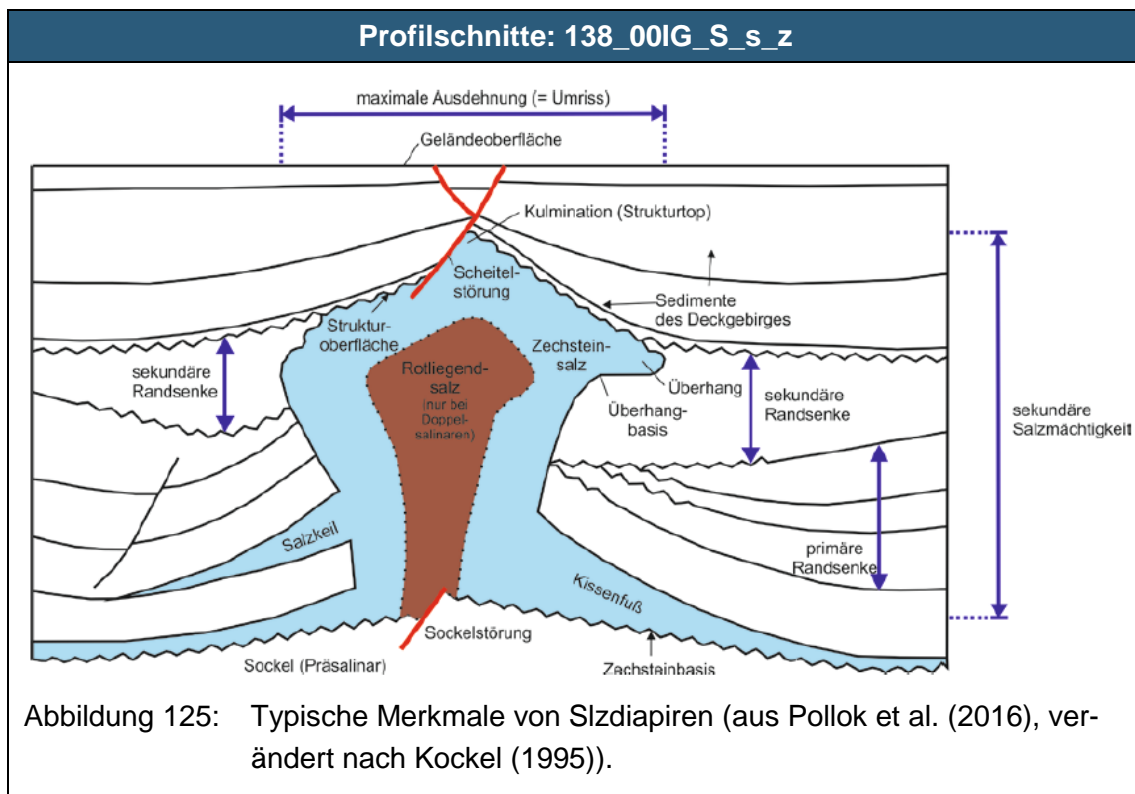 Profilschnitte: 138_00IG_S_s_z
maximale Ausdehnung (= Umriss)
Geländeoberfläche
Kulmination (Strukturtop)
Scheitel-
störung
Sedimente
des Deckgebirges
Struktur-
oberfläche
Zechstein-
salz
sekundäre
Randsenke
Rotliegend-
salz
(nur bei
Doppel-
salinaren)
Überhang
Überhang-
basis
sekundäre
Randsenke
sekundäre
Salzmächtigkeit
Salzkeil
primäre
Randsenke
Kissenfuß
Sockelstörung
Sockel (Präsalinar)
Zechsteinbasis
Abbildung 125: Typische Merkmale von Slzdiapiren (aus Pollok et al. (2016), ver-
ändert nach Kockel (1995)).